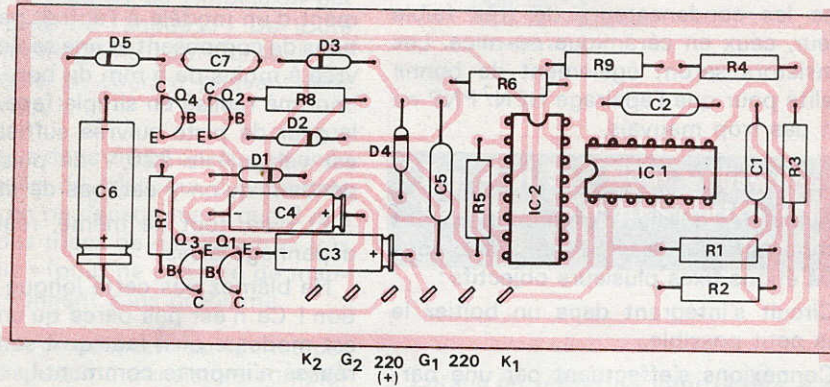 D5 C7 D3 R9 R4
C Q4 C Q2 R8 R6 C2
B B
E E D2 D4
D1 C5 R5 IC 2 IC 1 C1 R3
C6 R7 - C4 +
+ Q3 E Q1 E C3 + R1
B B
C C R2
K2 G2 220 G1 220 K1
(+)